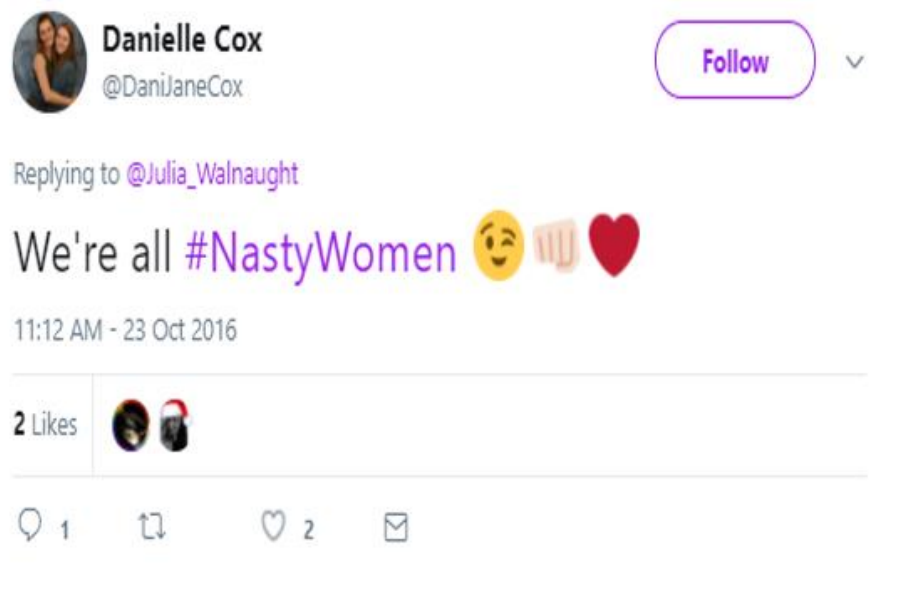 Danielle Cox
@DaniJaneCox
Follow
Replying to @Julia_Walnaught
We're all #NastyWomen 😉👊🏻❤️
11:12 AM - 23 Oct 2016
2 Likes
1
2